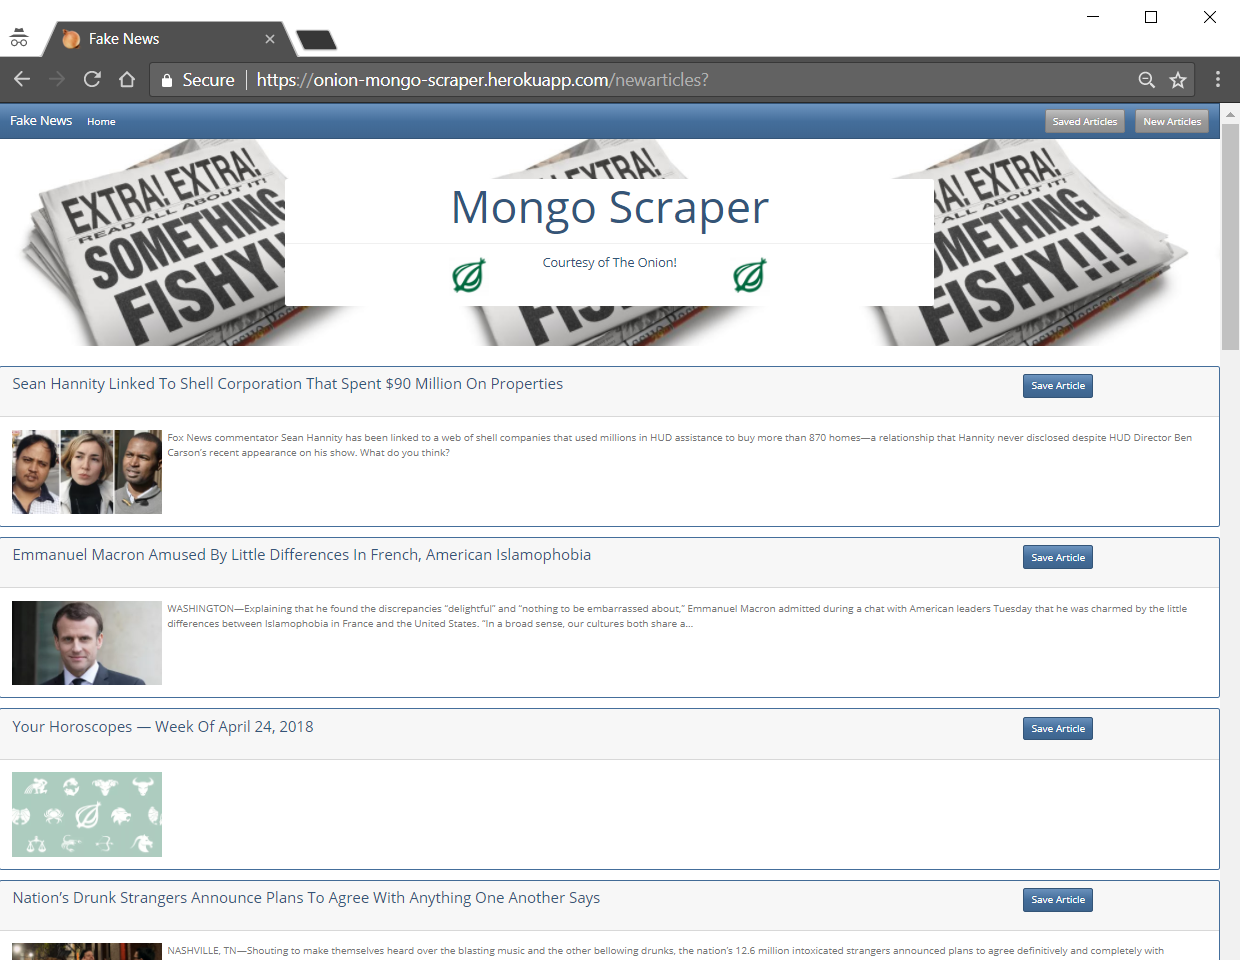 Fake News
Secure https://onion-mongo-scraper.herokuapp.com/newarticles?
Fake News Home Saved Articles New Articles
EXTRA! EXTRA!
READ ALL ABOUT IT!
SOMETHING
FISHY!!!
EXTRA! EXTRA!
EXTRA! EXTRA!
SOMETHING
FISHY!!!
Mongo Scraper
Courtesy of The Onion!
Sean Hannity Linked To Shell Corporation That Spent $90 Million On Properties
Save Article
Fox News commentator Sean Hannity has been linked to a web of shell companies that used millions in HUD assistance to buy more than 870 homes—a relationship that Hannity never disclosed despite HUD Director Ben
Carson’s recent appearance on his show. What do you think?
Emmanuel Macron Amused By Little Differences In French, American Islamophobia
Save Article
WASHINGTON—Explaining that he found the discrepancies “delightful” and “nothing to be embarrassed about,” Emmanuel Macron admitted during a chat with American leaders Tuesday that he was charmed by the little
differences between Islamophobia in France and the United States. “In a broad sense, our cultures both share a...
Your Horoscopes — Week Of April 24, 2018
Save Article
Nation’s Drunk Strangers Announce Plans To Agree With Anything One Another Says
Save Article
NASHVILLE, TN—Shouting to make themselves heard over the blasting music and the other bellowing drunks, the nation’s 12.6 million intoxicated strangers announced plans to agree definitively and completely with